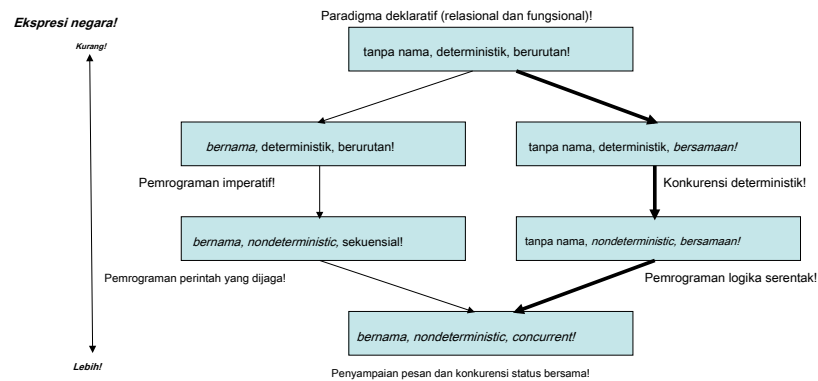 Ekspresi negara!
Paradigma deklaratif (relasional dan fungsional)!
Kurang!
tanpa nama, deterministik, berurutan!
bernama, deterministik, berurutan!
tanpa nama, deterministik, bersamaan!
Pemrograman imperatif!
Konkurensi deterministik!
bernama, nondeterministic, sekuensial!
tanpa nama, nondeterministic, bersamaan!
Pemrograman perintah yang dijaga!
Pemrograman logika serentak!
bernama, nondeterministic, concurrent!
Lebih!
Penyampaian pesan dan konkurensi status bersama!